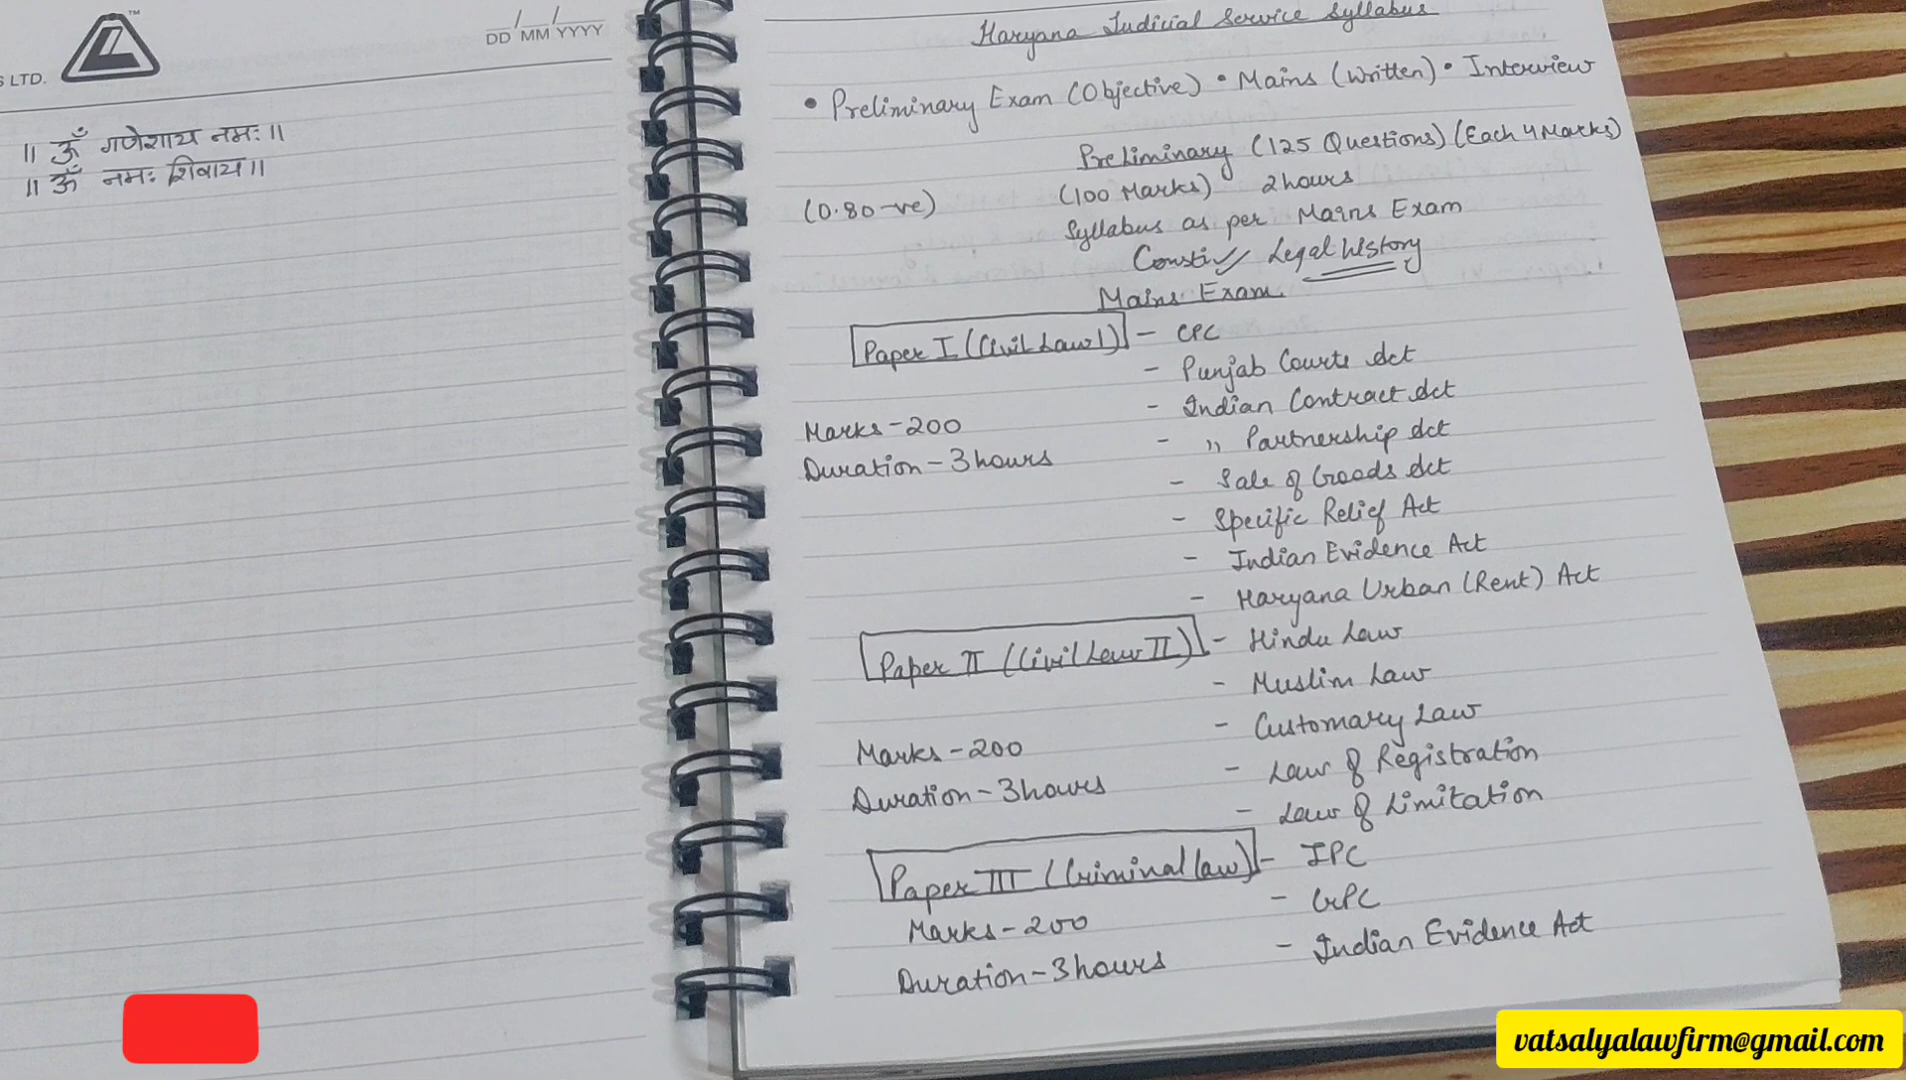 S LTD.
DD MM YYYY
॥ ॐ गणेशाय नमः ॥
॥ ॐ नमः शिवाय ॥
Haryana Judicial Service Syllabus
• Preliminary Exam (Objective) • Mains (Written) • Interview
Preliminary (125 Questions) (Each 4 Marks)
(0.80-ve) (100 Marks) 2 hours
Syllabus as per Mains Exam
Consti Legal history
Mains Exam
Paper I (Civil Law I) - CPC
- Punjab Courts Act
- Indian Contract Act
Marks - 200
- ,, Partnership Act
Duration - 3 hours
- Sale of Goods Act
- Specific Relief Act
- Indian Evidence Act
- Haryana Urban (Rent) Act
Paper II (Civil Law II) - Hindu Law
- Muslim Law
- Customary Law
Marks - 200
- Law of Registration
Duration - 3 hours
- Law of Limitation
Paper III (Criminal law) - IPC
- CrPC
Marks - 200
- Indian Evidence Act
Duration - 3 hours
vatsalyalawfirm@gmail.com